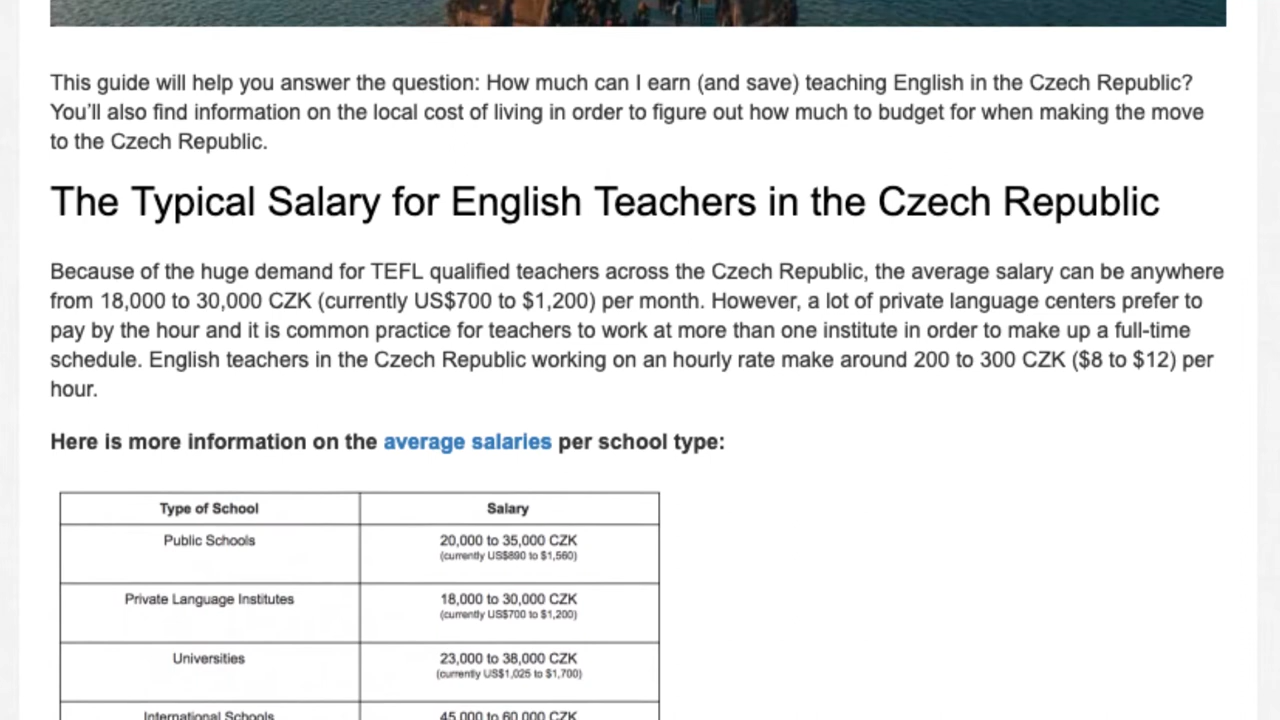 This guide will help you answer the question: How much can I earn (and save) teaching English in the Czech Republic?
You'll also find information on the local cost of living in order to figure out how much to budget for when making the move
to the Czech Republic.
The Typical Salary for English Teachers in the Czech Republic
Because of the huge demand for TEFL qualified teachers across the Czech Republic, the average salary can be anywhere
from 18,000 to 30,000 CZK (currently US$700 to $1,200) per month. However, a lot of private language centers prefer to
pay by the hour and it is common practice for teachers to work at more than one institute in order to make up a full-time
schedule. English teachers in the Czech Republic working on an hourly rate make around 200 to 300 CZK ($8 to $12) per
hour.
Here is more information on the average salaries per school type:
Type of School Salary
Public Schools 20,000 to 35,000 CZK
(currently US$890 to $1,560)
Private Language Institutes 18,000 to 30,000 CZK
(currently US$700 to $1,200)
Universities 23,000 to 38,000 CZK
(currently US$1,025 to $1,700)
International Schools 45,000 to 60,000 CZK